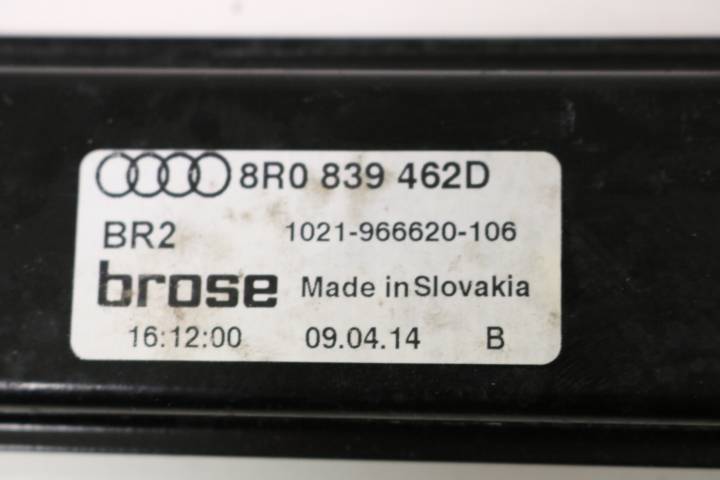 8R0 839 462D
BR2 1021-966620-106
brose Made in Slovakia
16:12:00 09.04.14 B